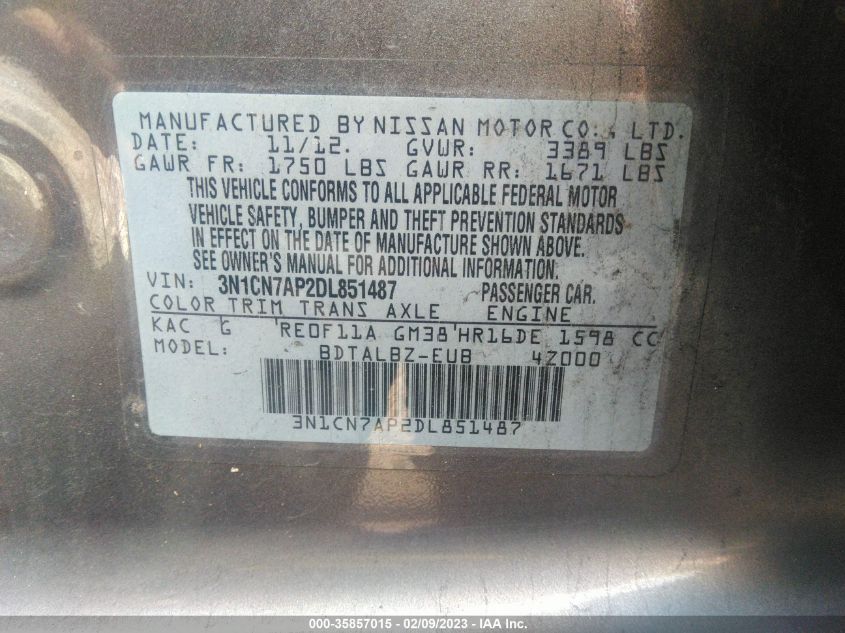 MANUFACTURED BY NISSAN MOTOR CO., LTD.
DATE: 11/12. GVWR: 3389 LBS
GAWR FR: 1750 LBS GAWR RR: 1671 LBS
THIS VEHICLE CONFORMS TO ALL APPLICABLE FEDERAL MOTOR
VEHICLE SAFETY, BUMPER AND THEFT PREVENTION STANDARDS
IN EFFECT ON THE DATE OF MANUFACTURE SHOWN ABOVE.
SEE OWNER'S MANUAL FOR ADDITIONAL INFORMATION.
VIN: 3N1CN7AP2DL851487 PASSENGER CAR.
COLOR TRIM TRANS AXLE ENGINE
KAC G RE0F11A GM38 HR16DE 1598 CC
MODEL: BDTALBZ-EUB 4Z000
3N1CN7AP2DL851487
000-35857015 - 02/09/2023 - IAA Inc.